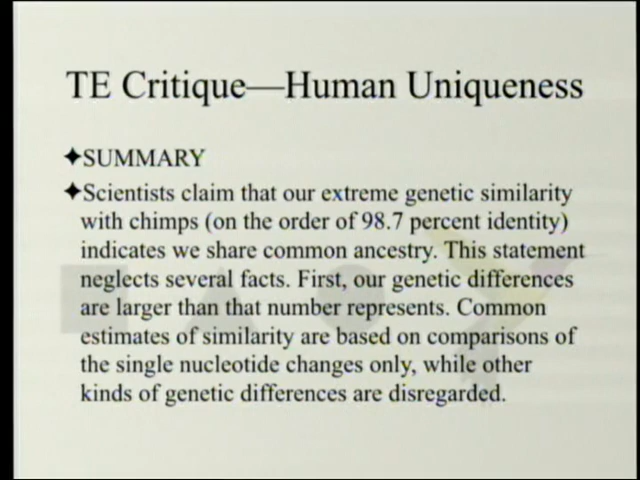 TE Critique—Human Uniqueness
✦SUMMARY
✦Scientists claim that our extreme genetic similarity
with chimps (on the order of 98.7 percent identity)
indicates we share common ancestry. This statement
neglects several facts. First, our genetic differences
are larger than that number represents. Common
estimates of similarity are based on comparisons of
the single nucleotide changes only, while other
kinds of genetic differences are disregarded.